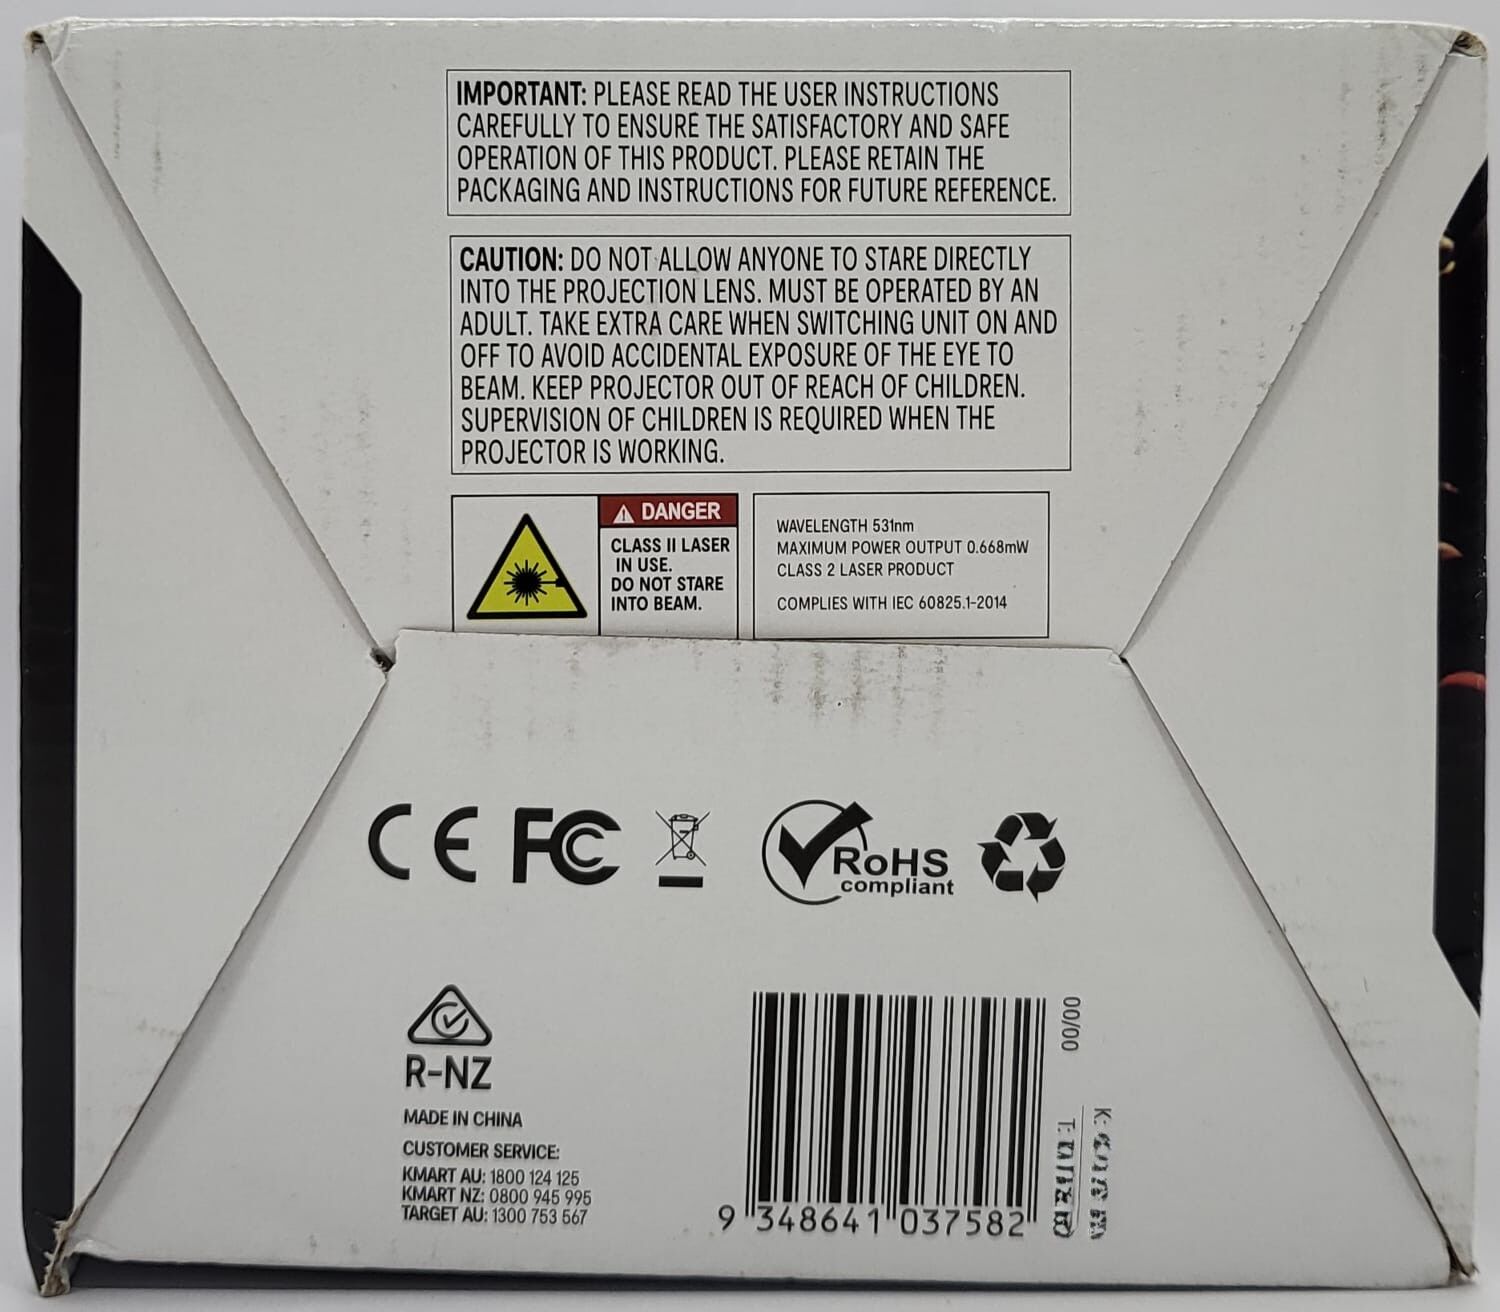 IMPORTANT: PLEASE READ THE USER INSTRUCTIONS
CAREFULLY TO ENSURE THE SATISFACTORY AND SAFE
OPERATION OF THIS PRODUCT. PLEASE RETAIN THE
PACKAGING AND INSTRUCTIONS FOR FUTURE REFERENCE.
CAUTION: DO NOT ALLOW ANYONE TO STARE DIRECTLY
INTO THE PROJECTION LENS. MUST BE OPERATED BY AN
ADULT. TAKE EXTRA CARE WHEN SWITCHING UNIT ON AND
OFF TO AVOID ACCIDENTAL EXPOSURE OF THE EYE TO
BEAM. KEEP PROJECTOR OUT OF REACH OF CHILDREN.
SUPERVISION OF CHILDREN IS REQUIRED WHEN THE
PROJECTOR IS WORKING.
DANGER
CLASS II LASER
IN USE.
DO NOT STARE
INTO BEAM.
WAVELENGTH 531nm
MAXIMUM POWER OUTPUT 0.668mW
CLASS 2 LASER PRODUCT
COMPLIES WITH IEC 60825.1-2014
CE FC
RoHS
compliant
R-NZ
MADE IN CHINA
CUSTOMER SERVICE:
KMART AU: 1800 124 125
KMART NZ: 0800 945 995
TARGET AU: 1300 753 567
9 348641 037582
00/00
K:
T: